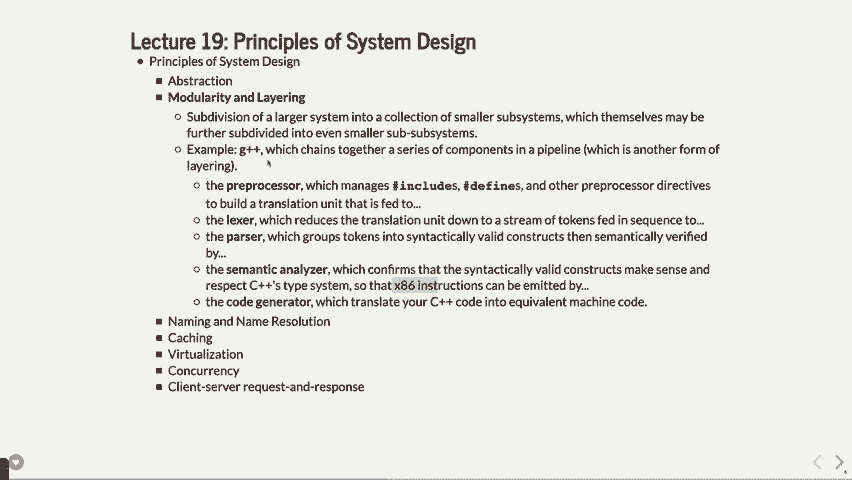 Lecture 19: Principles of System Design
Principles of System Design
Abstraction
Modularity and Layering
Subdivision of a larger system into a collection of smaller subsystems, which themselves may be
further subdivided into even smaller sub-subsystems.
Example: g++, which chains together a series of components in a pipeline (which is another form of
layering).
the preprocessor, which manages #includes, #defines, and other preprocessor directives
to build a translation unit that is fed to...
the lexer, which reduces the translation unit down to a stream of tokens fed in sequence to...
the parser, which groups tokens into syntactically valid constructs then semantically verified
by...
the semantic analyzer, which confirms that the syntactically valid constructs make sense and
respect C++'s type system, so that x86 instructions can be emitted by...
the code generator, which translate your C++ code into equivalent machine code.
Naming and Name Resolution
Caching
Virtualization
Concurrency
Client-server request-and-response